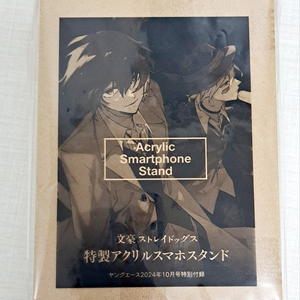 Acrylic
Smartphone
Stand
文豪ストレイドッグス
特製アクリルスマホスタンド
ヤングエース2024年10月号特別付録